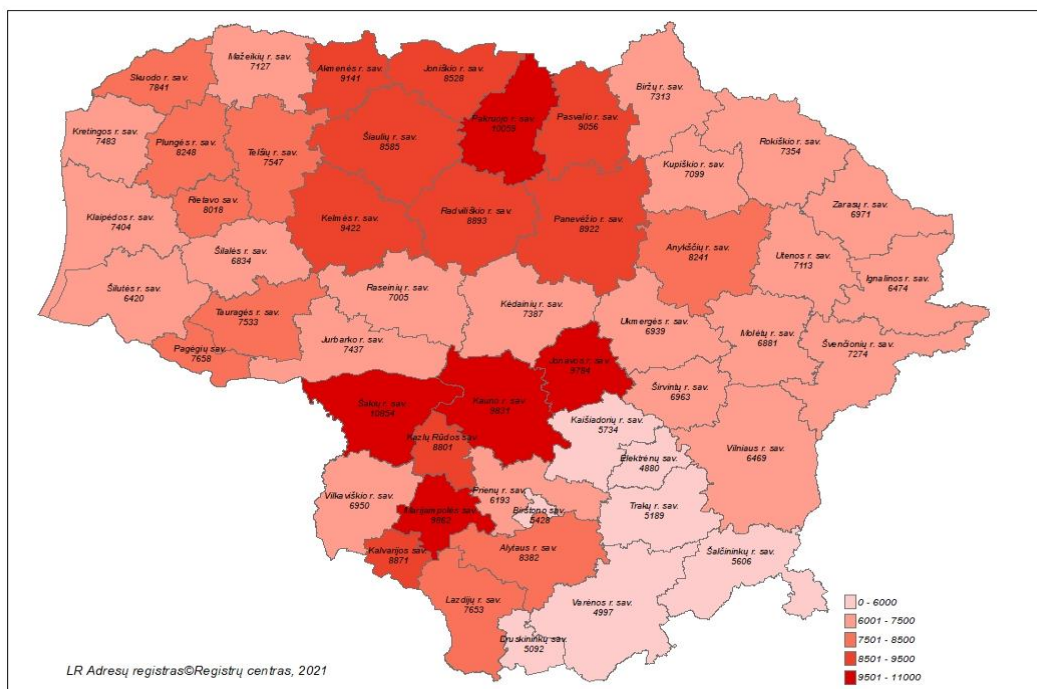 Skuodo r. sav.
7841
Mažeikių r. sav.
7127
Akmenės r. sav.
9141
Joniškio r. sav.
8528
Pakruojo r. sav.
10059
Pasvalio r. sav.
9056
Biržų r. sav.
7313
Rokiškio r. sav.
7354
Kretingos r. sav.
7483
Plungės r. sav.
8248
Telšių r. sav.
7547
Šiaulių r. sav.
8585
Kupiškio r. sav.
7099
Zarasų r. sav.
6971
Klaipėdos r. sav.
7404
Rietavo sav.
8018
Kelmės r. sav.
9422
Radviliškio r. sav.
8893
Panevėžio r. sav.
8922
Anykščių r. sav.
8241
Utenos r. sav.
7113
Ignalinos r. sav.
6474
Šilalės r. sav.
6834
Šilutės r. sav.
6420
Tauragės r. sav.
7533
Raseinių r. sav.
7005
Kėdainių r. sav.
7387
Ukmergės r. sav.
6939
Molėtų r. sav.
6881
Švenčionių r. sav.
7274
Pagėgių sav.
7658
Jurbarko r. sav.
7437
Jonavos r. sav.
9784
Širvintų r. sav.
6963
Šakių r. sav.
Kauno r. sav.
Kaišiadorių r. sav.
5734
Kazlų Rūdos sav.
8801
Elektrėnų sav.
4880
Vilniaus r. sav.
6469
Vilkaviškio r. sav.
6950
Marijampolės sav.
Prienų r. sav.
6193
Birštono sav.
5428
Trakų r. sav.
5189
Kalvarijos sav.
8871
Alytaus r. sav.
8382
Šalčininkų r. sav.
5606
Lazdijų r. sav.
7653
Varėnos r. sav.
4997
Druskininkų sav.
5092
0 - 6000
6001 - 7500
7501 - 8500
8501 - 9500
9501 - 11000
LR Adresų registras©Registrų centras, 2021